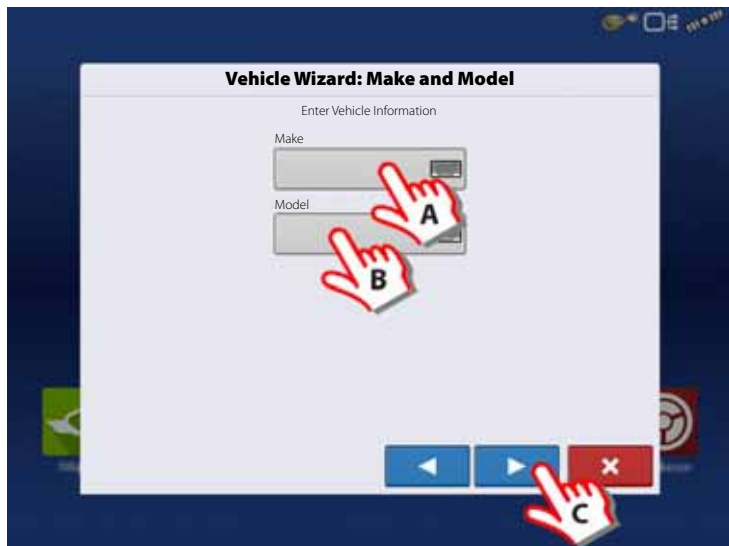 Vehicle Wizard: Make and Model
Enter Vehicle Information
Make
A
Model
B
C